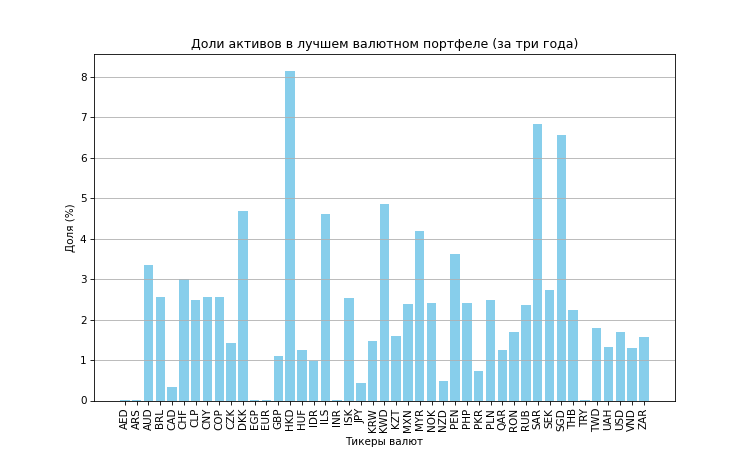 Доли активов в лучшем валютном портфеле (за три года)
Доля (%)
8
7
6
5
4
3
2
1
0
AED ARS AUD BRL CAD CHF CLP CNY COP CZK DKK EGP EUR GBP HKD HUF IDR ILS INR ISK JPY KRW KWD KZT MXN MYR NOK NZD PEN PHP PKR PLN QAR RON RUB SAR SEK SGD THB TRY TWD UAH USD VND ZAR
Тикеры валют